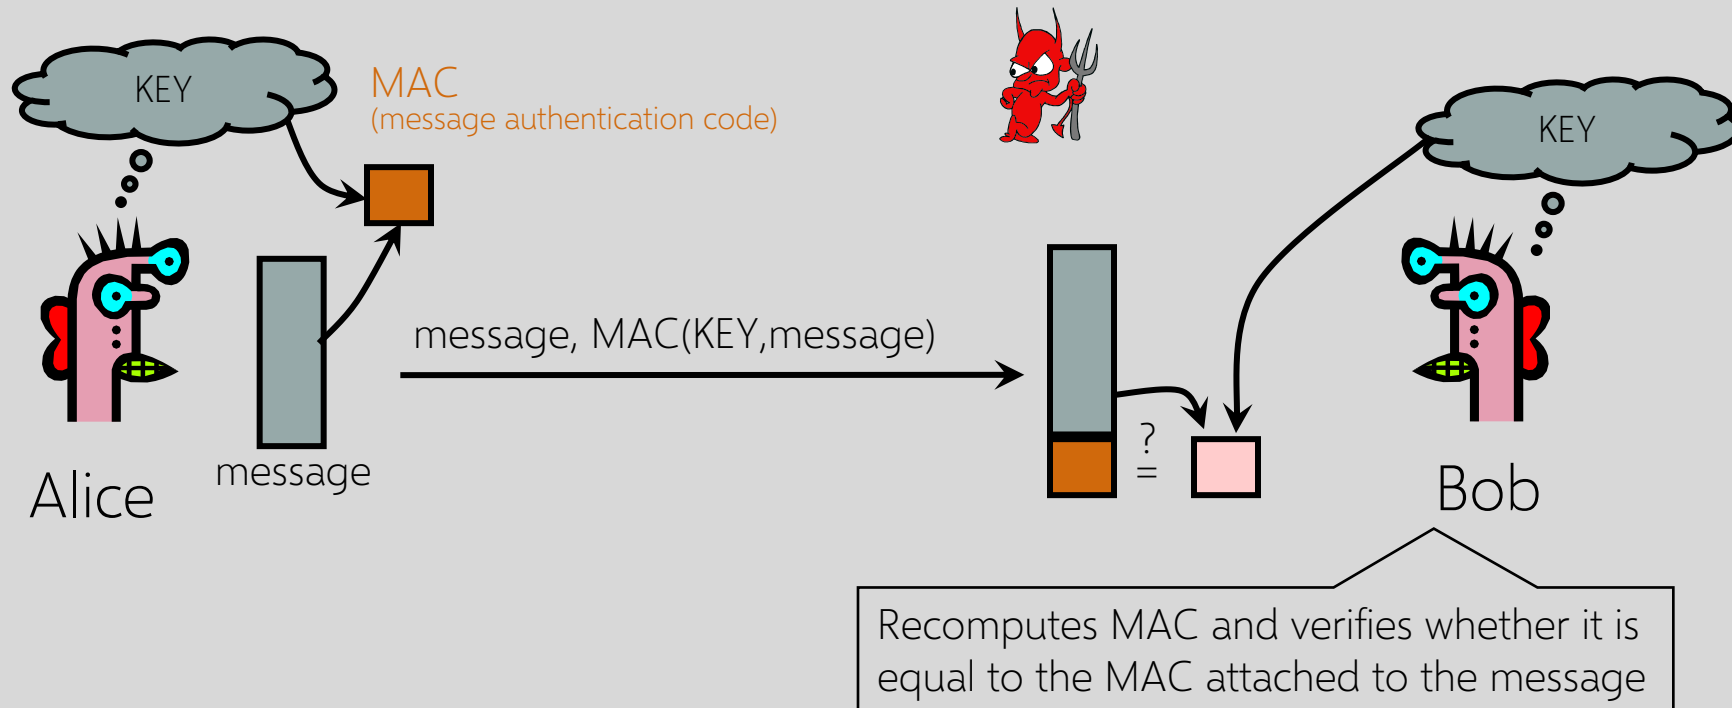 KEY
MAC
(message authentication code)
KEY
message, MAC(KEY,message)
?
=
message
Alice
Bob
Recomputes MAC and verifies whether it is
equal to the MAC attached to the message